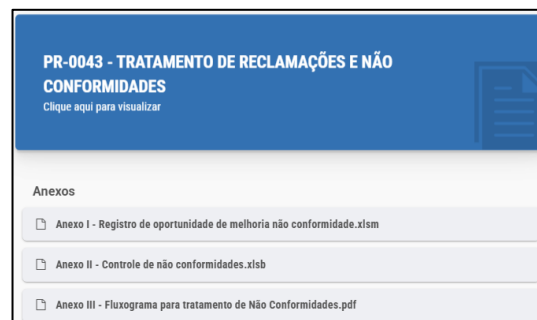 PR-0043 - TRATAMENTO DE RECLAMAÇÕES E NÃO
CONFORMIDADES
Clique aqui para visualizar
Anexos
Anexo I - Registro de oportunidade de melhoria não conformidade.xlsm
Anexo II - Controle de não conformidades.xlsb
Anexo III - Fluxograma para tratamento de Não Conformidades.pdf